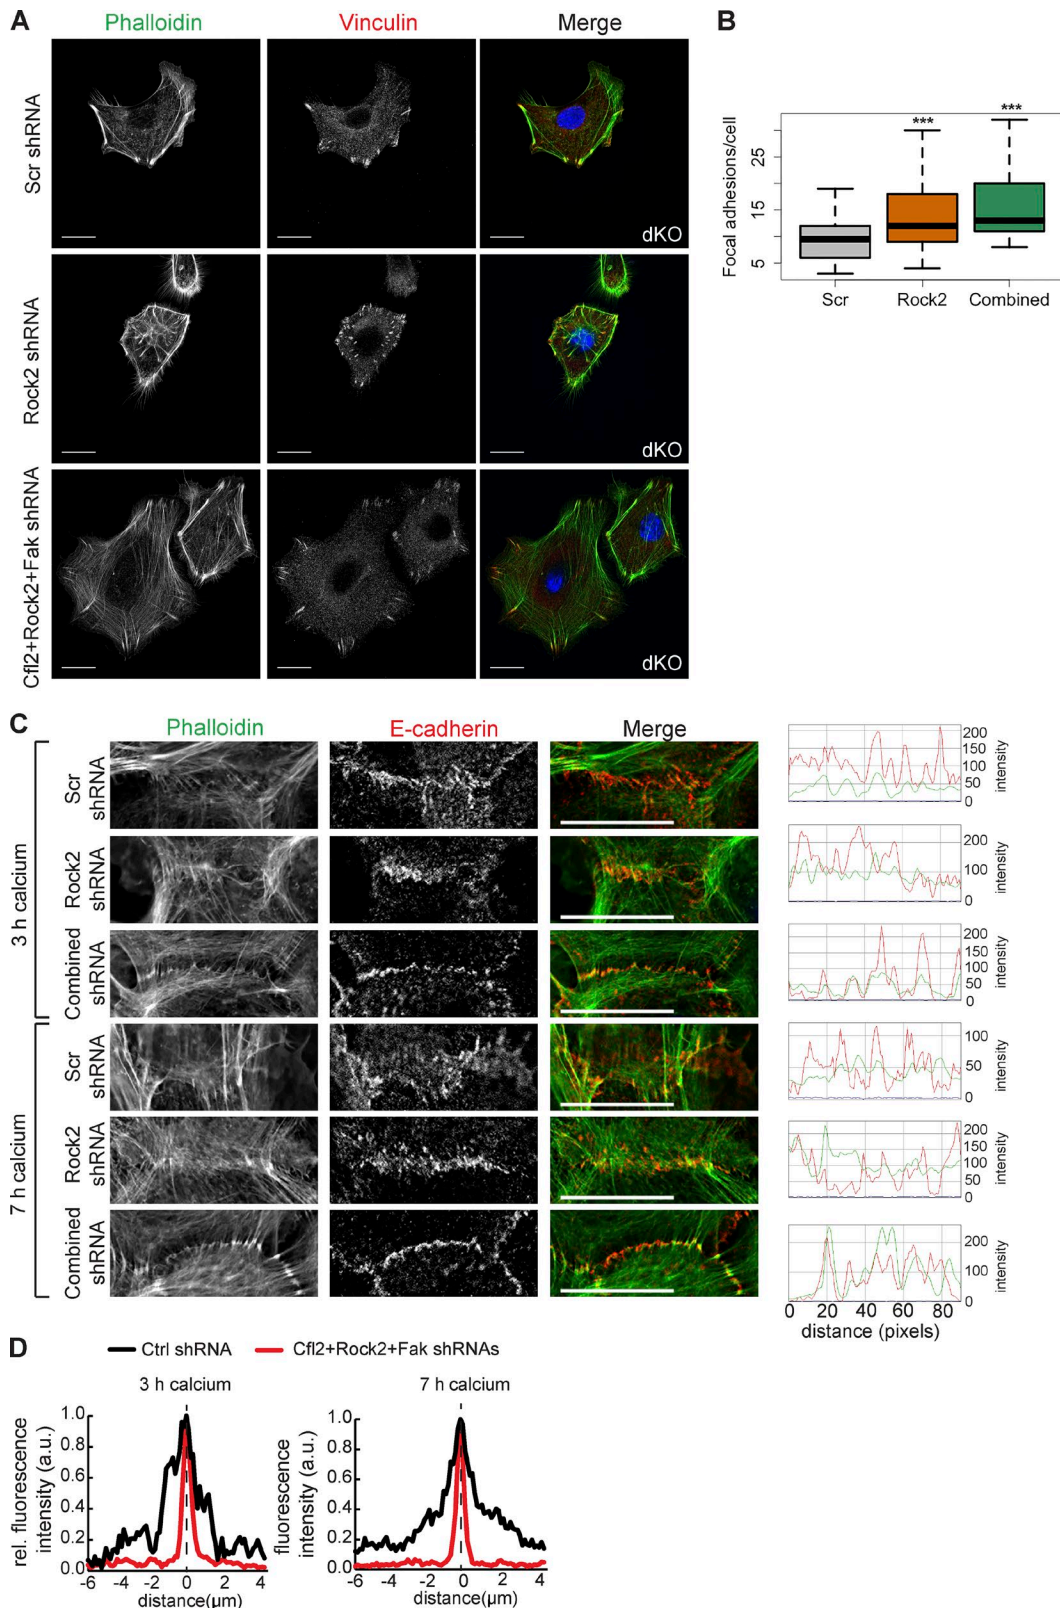 A
Phalloidin
Vinculin
Merge
Scr shRNA
dKO
Rock2 shRNA
dKO
Cfl2+Rock2+Fak shRNA
dKO
B
Focal adhesions/cell
25
15
5
***
***
Scr
Rock2
Combined
C
Phalloidin
E-cadherin
Merge
3 h calcium
Scr
shRNA
200
150
100
50
0
intensity
Rock2
shRNA
200
100
0
intensity
Combined
shRNA
200
150
100
50
0
intensity
7 h calcium
Scr
shRNA
100
50
0
intensity
Rock2
shRNA
200
150
100
50
0
intensity
Combined
shRNA
200
100
0
intensity
0 20 40 60 80
distance (pixels)
D
Ctrl shRNA
Cfl2+Rock2+Fak shRNAs
3 h calcium
rel. fluorescence
intensity (a.u.)
1.0
0.8
0.6
0.4
0.2
0.0
-6 -4 -2 0 2 4
distance(µm)
7 h calcium
fluorescence
intensity (a.u.)
1.0
0.8
0.6
0.4
0.2
0.0
-6 -4 -2 0 2 4
distance(µm)